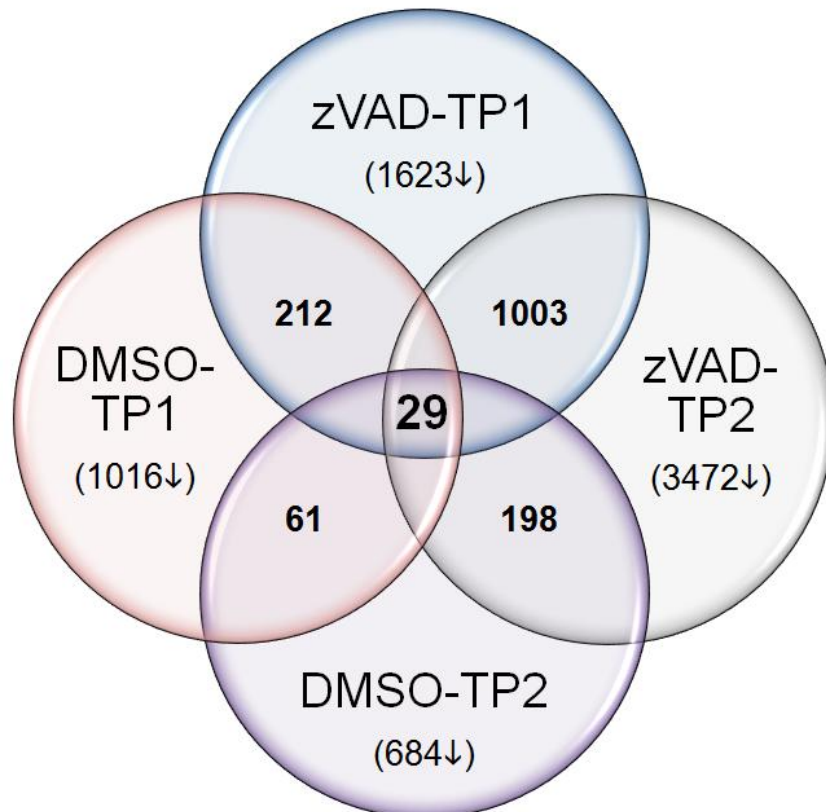 zVAD-TP1
(1623↓)
212
1003
DMSO-
TP1
(1016↓)
29
zVAD-
TP2
(3472↓)
61
198
DMSO-TP2
(684↓)